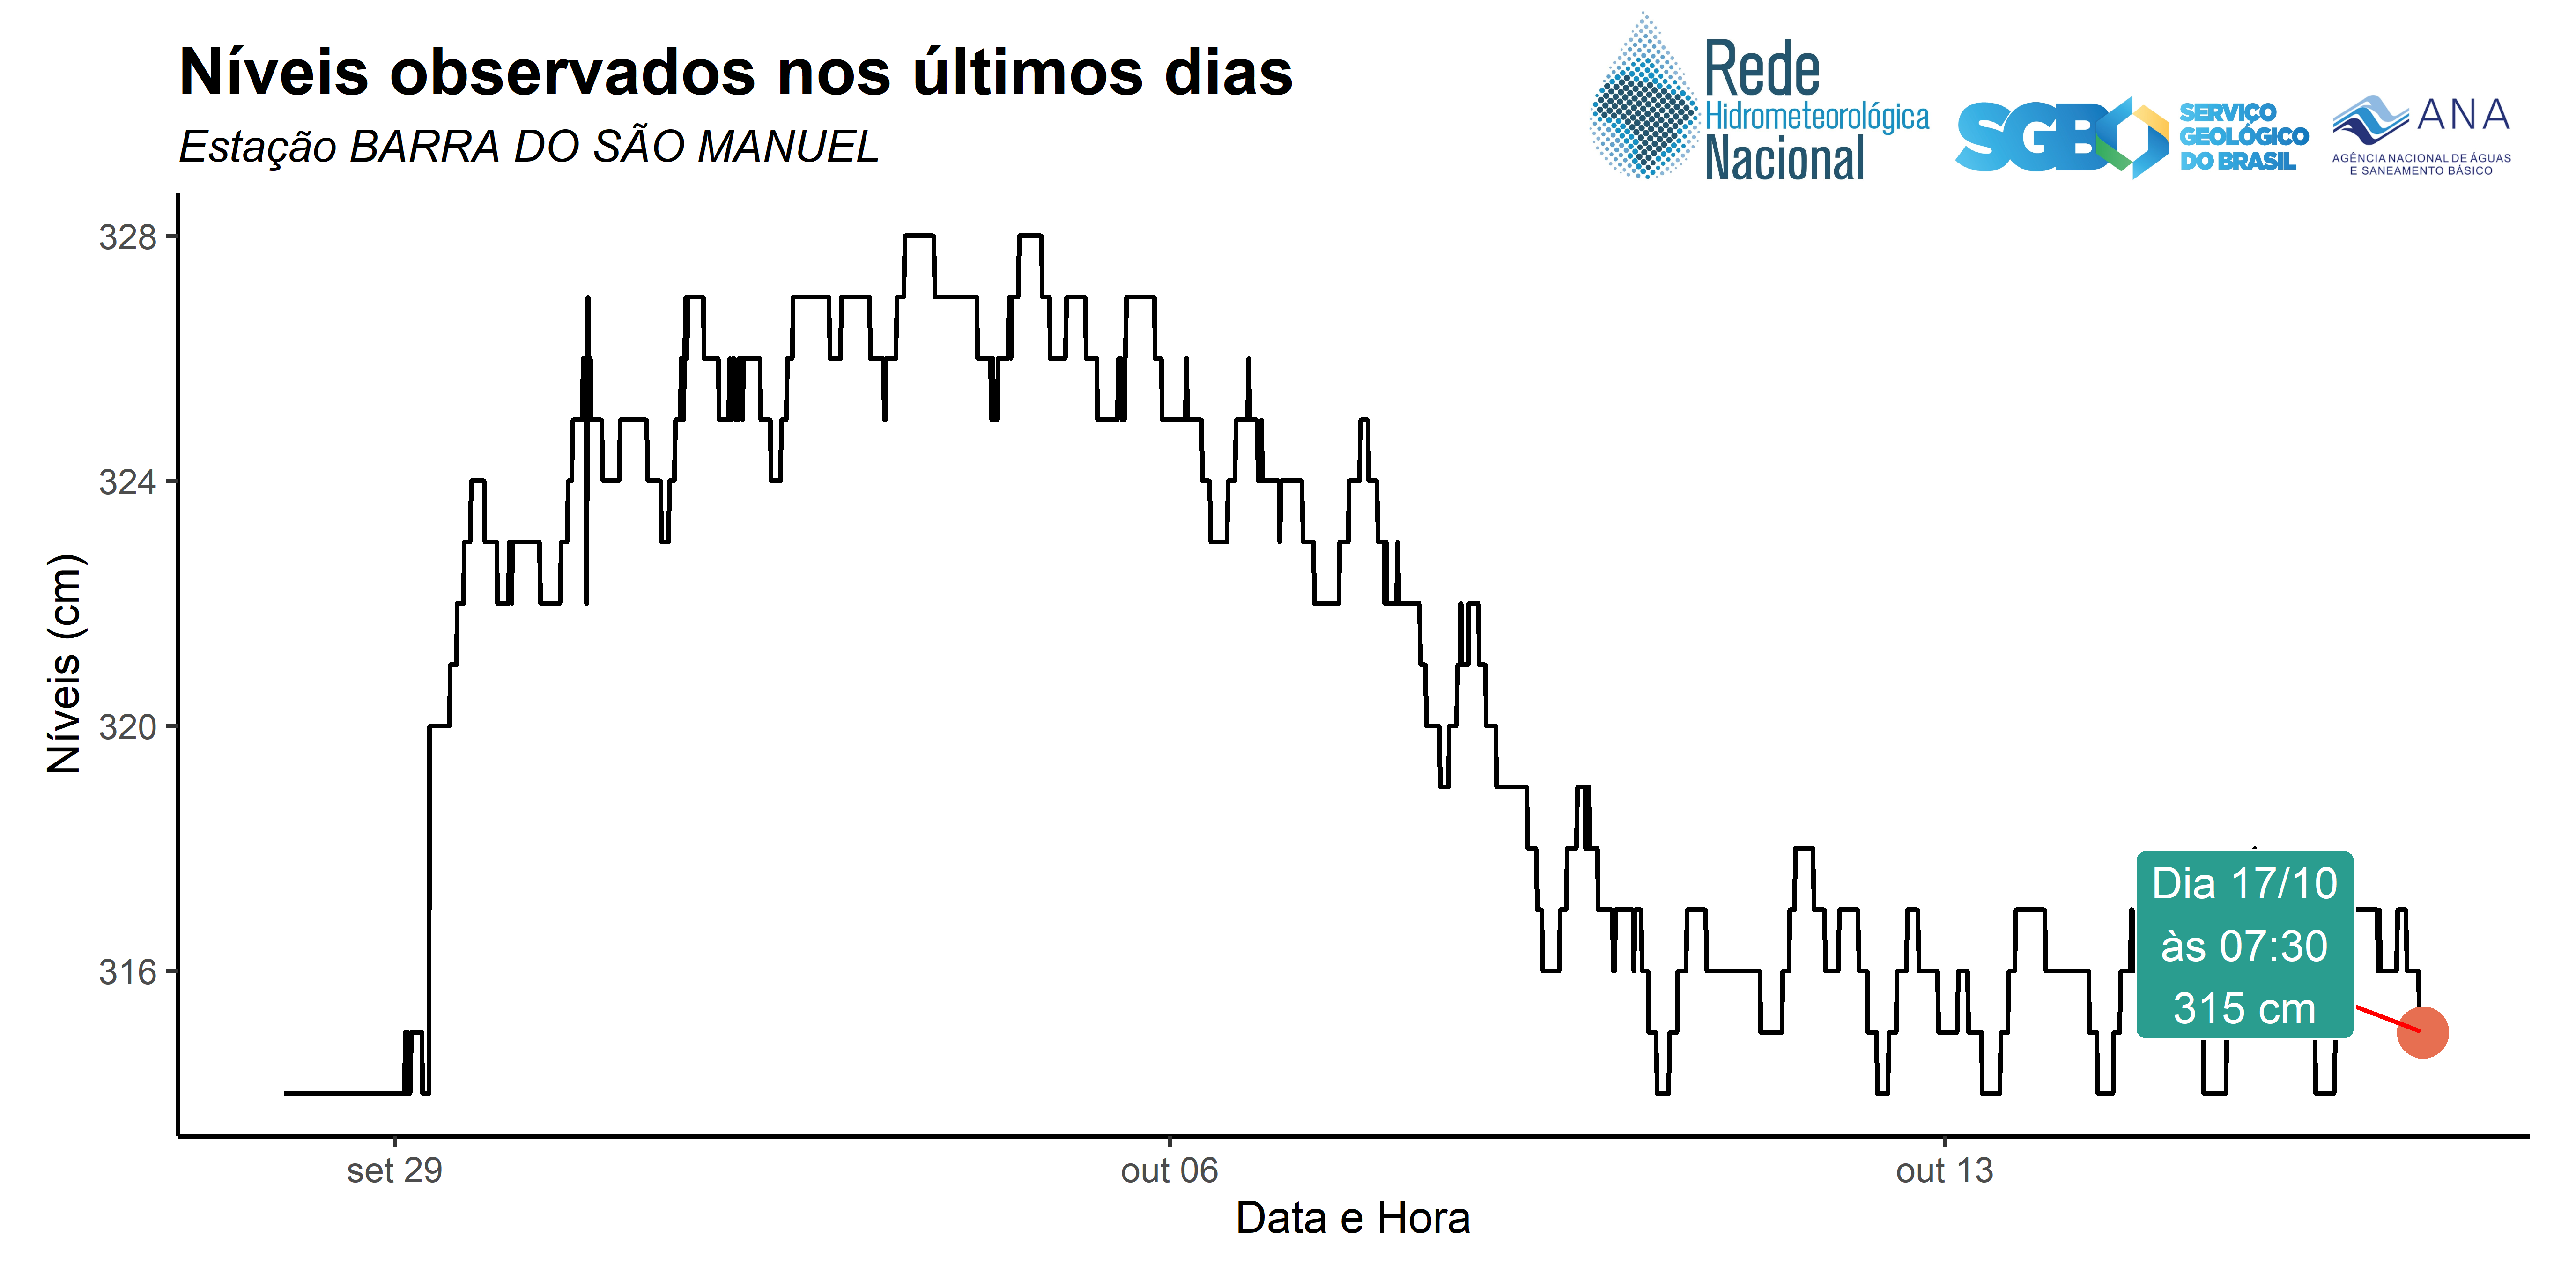 Níveis observados nos últimos dias
Estação BARRA DO SÃO MANUEL
Rede
Hidrometeorológica
Nacional
SGB
SERVIÇO
GEOLÓGICO
DO BRASIL
ANA
AGÊNCIA NACIONAL DE ÁGUAS
E SANEAMENTO BÁSICO
Níveis (cm)
328
324
320
316
Dia 17/10
às 07:30
315 cm
set 29
out 06
out 13
Data e Hora